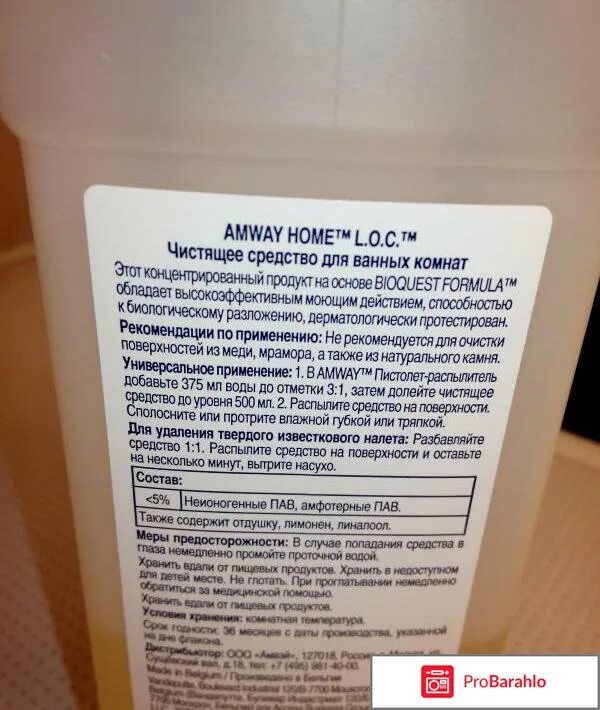 AMWAY HOME™ L.O.C.™
Чистящее средство для ванных комнат
Этот концентрированный продукт на основе BIOQUEST FORMULA™
обладает высокоэффективным моющим действием, способностью
к биологическому разложению, дерматологически протестирован.
Рекомендации по применению: Не рекомендуется для очистки
поверхностей из меди, мрамора, а также из натурального камня.
Универсальное применение: 1. В AMWAY™ Пистолет-распылитель
добавьте 375 мл воды до отметки 3:1, затем долейте чистящее
средство до уровня 500 мл. 2. Распылите средство на поверхности.
Сполосните или протрите влажной губкой или тряпкой.
Для удаления твердого известкового налета: Разбавляйте
средство 1:1. Распылите средство на поверхности и оставьте
на несколько минут, вытрите насухо.
Состав:
<5% Неионогенные ПАВ, амфотерные ПАВ.
Также содержит отдушку, лимонен, линалоол.
Меры предосторожности: В случае попадания средства в
глаза немедленно промойте проточной водой.
Хранить вдали от пищевых продуктов. Хранить в недоступном
для детей месте. Не глотать. При проглатывании немедленно
обратиться за медицинской помощью.
Хранить вдали от пищевых продуктов.
Условия хранения: комнатная температура.
Срок годности: 36 месяцев с даты производства, указанной
на дне флакона.
Дистрибьютор: ООО «Амвэй», 127018, Россия,
Сущёвский вал, д.18, тел: +7 (495) 981-40-00.
Made in Belgium / Произведено в Бельгии
Vandeputte, Boulevard Industriel 120/B-7700
ProBarahlo